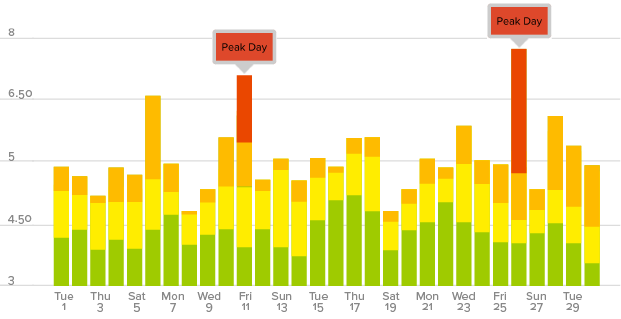 Peak Day
Peak Day
8
6.50
5
4.50
3
Tue Thu Sat Mon Wed Fri Sun Tue Thu Sat Mon Wed Fri Sun Tue
1 3 5 7 9 11 13 15 17 19 21 23 25 27 29